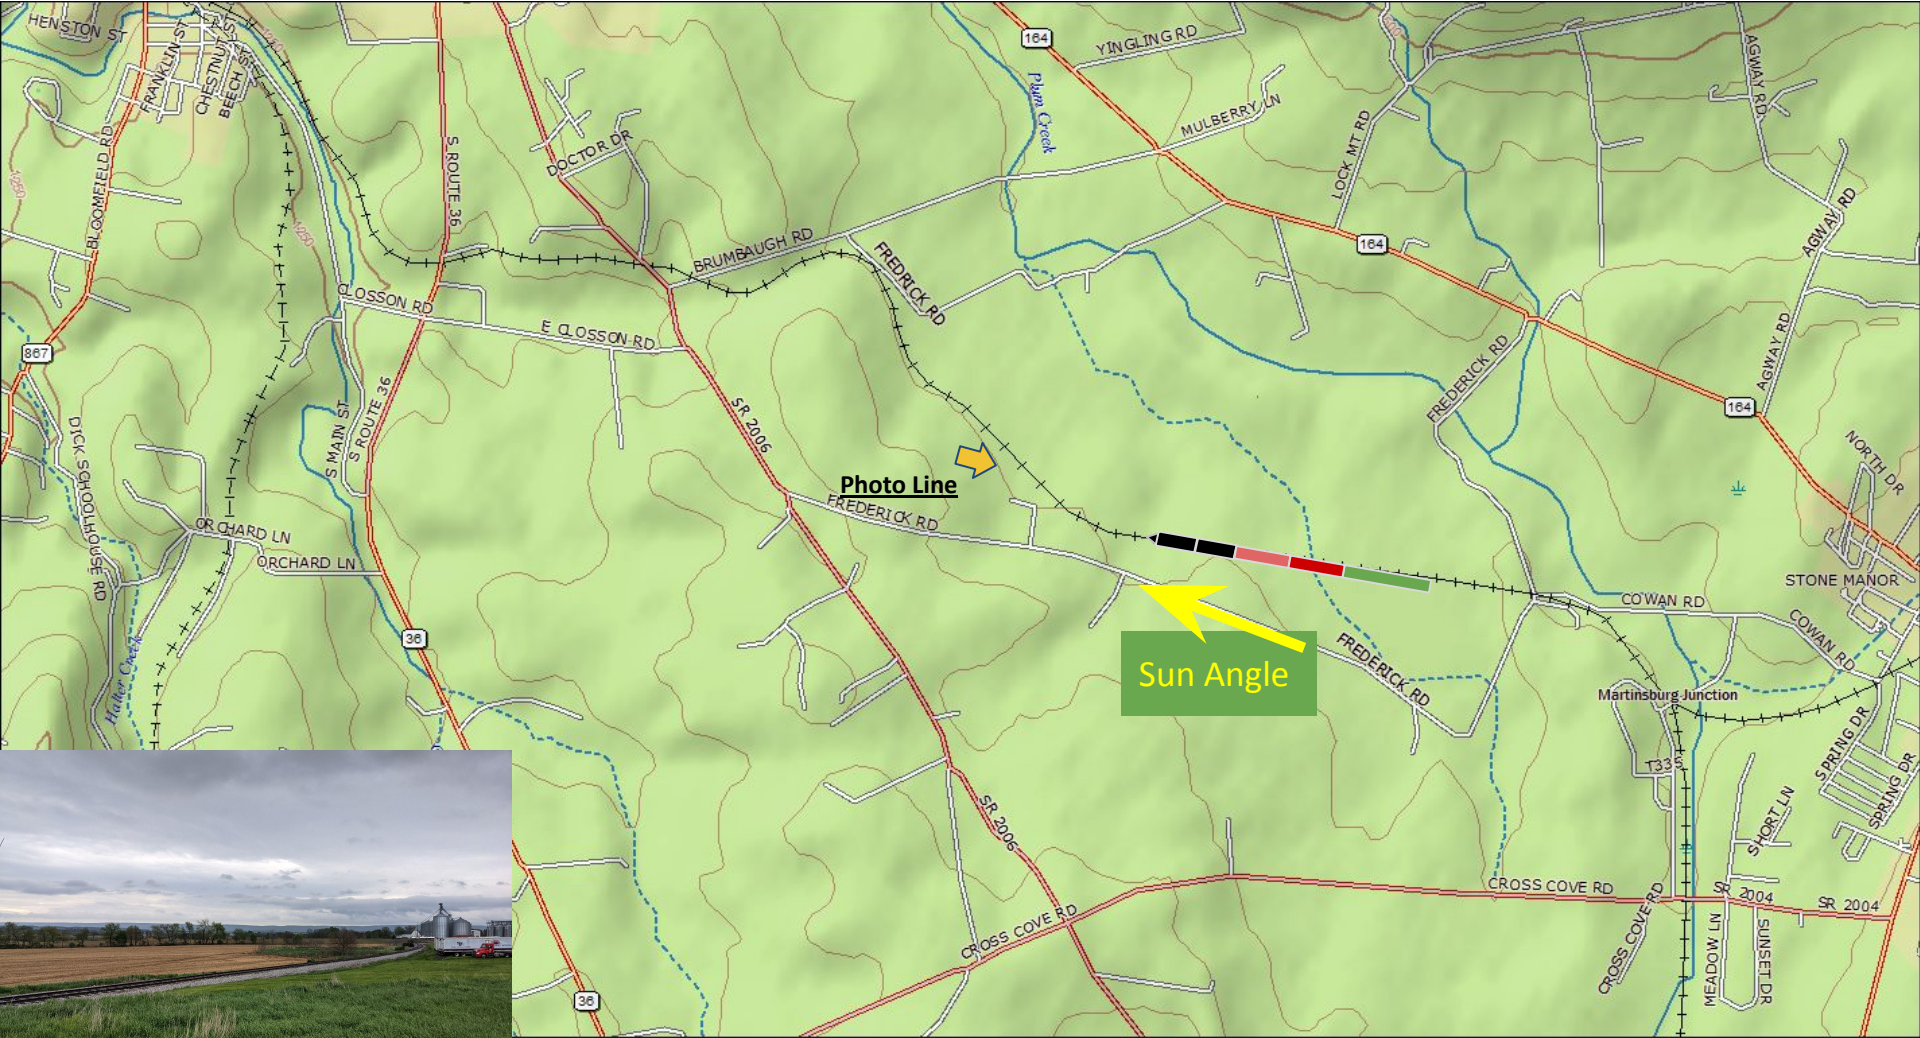 HENSTON ST
FRANKLIN ST
CHESTNUT
BEECH
1250
BLOOMFIELD RD
1250
S ROUTE 36
DOCTOR DR
164
YINGLING RD
Plum Creek
MULBERRY LN
LOCK MT RD
AGWAY RD
AGWAY RD
164
BRUMBAUGH RD
FREDRICK RD
CLOSSON RD
E CLOSSON RD
867
S MAIN ST
S ROUTE 36
SR 2006
FREDERICK RD
AGWAY RD
164
NORTH DR
DICK SCHOOLHOUSE RD
Photo Line
FREDERICK RD
ORCHARD LN
ORCHARD LN
STONE MANOR
COWAN RD
COWAN RD
36
Halter Creek
Sun Angle
FREDERICK RD
Martinsburg Junction
SPRING DR
SPRING DR
T335
SHORT LN
SR 2006
CROSS COVE RD
SR 2004
SR 2004
CROSS COVE RD
CROSS COVE RD
MEADOW LN
SUNSET DR
36